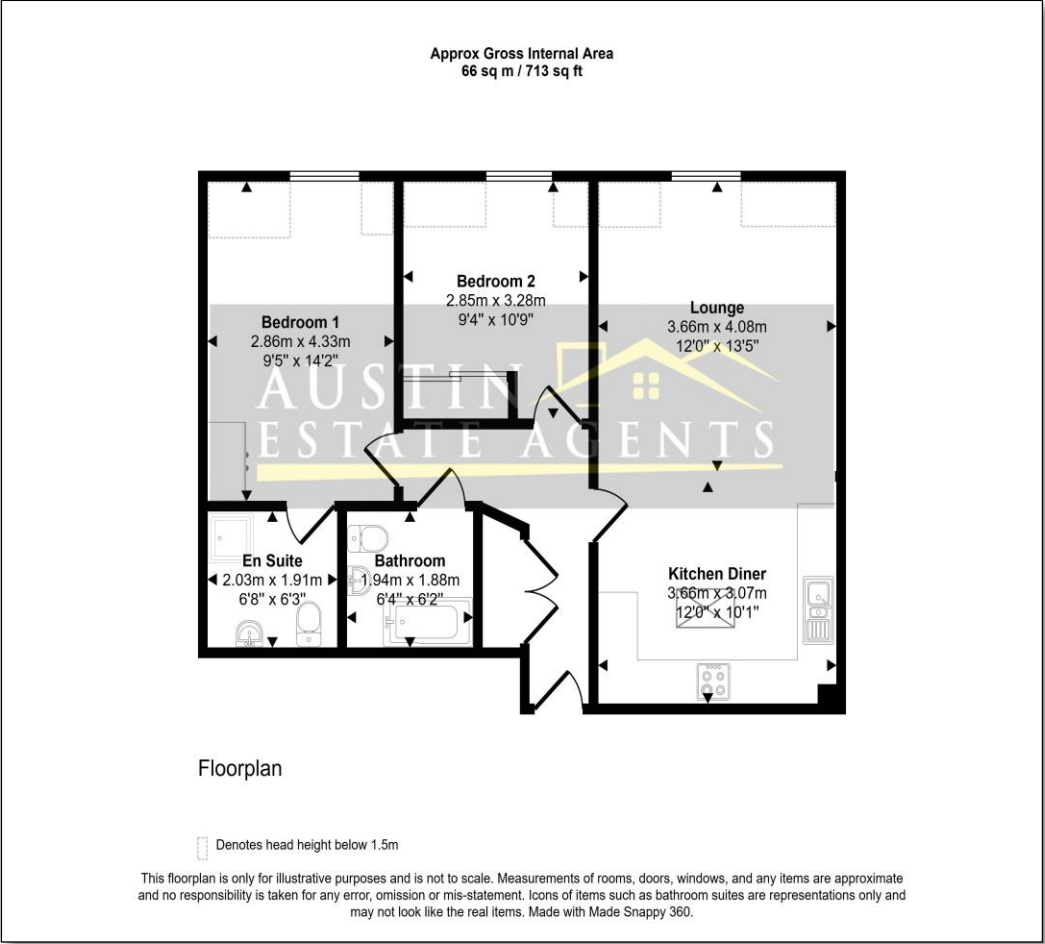 Approx Gross Internal Area
66 sq m / 713 sq ft
Bedroom 1
2.86m x 4.33m
9'5" x 14'2"
Bedroom 2
2.85m x 3.28m
9'4" x 10'9"
Lounge
3.66m x 4.08m
12'0" x 13'5"
AUSTIN
ESTATE AGENTS
En Suite
2.03m x 1.91m
6'8" x 6'3"
Bathroom
1.94m x 1.88m
6'4" x 6'2"
Kitchen Diner
3.66m x 3.07m
12'0" x 10'1"
Floorplan
Denotes head height below 1.5m
This floorplan is only for illustrative purposes and is not to scale. Measurements of rooms, doors, windows, and any items are approximate
and no responsibility is taken for any error, omission or mis-statement. Icons of items such as bathroom suites are representations only and
may not look like the real items. Made with Made Snappy 360.